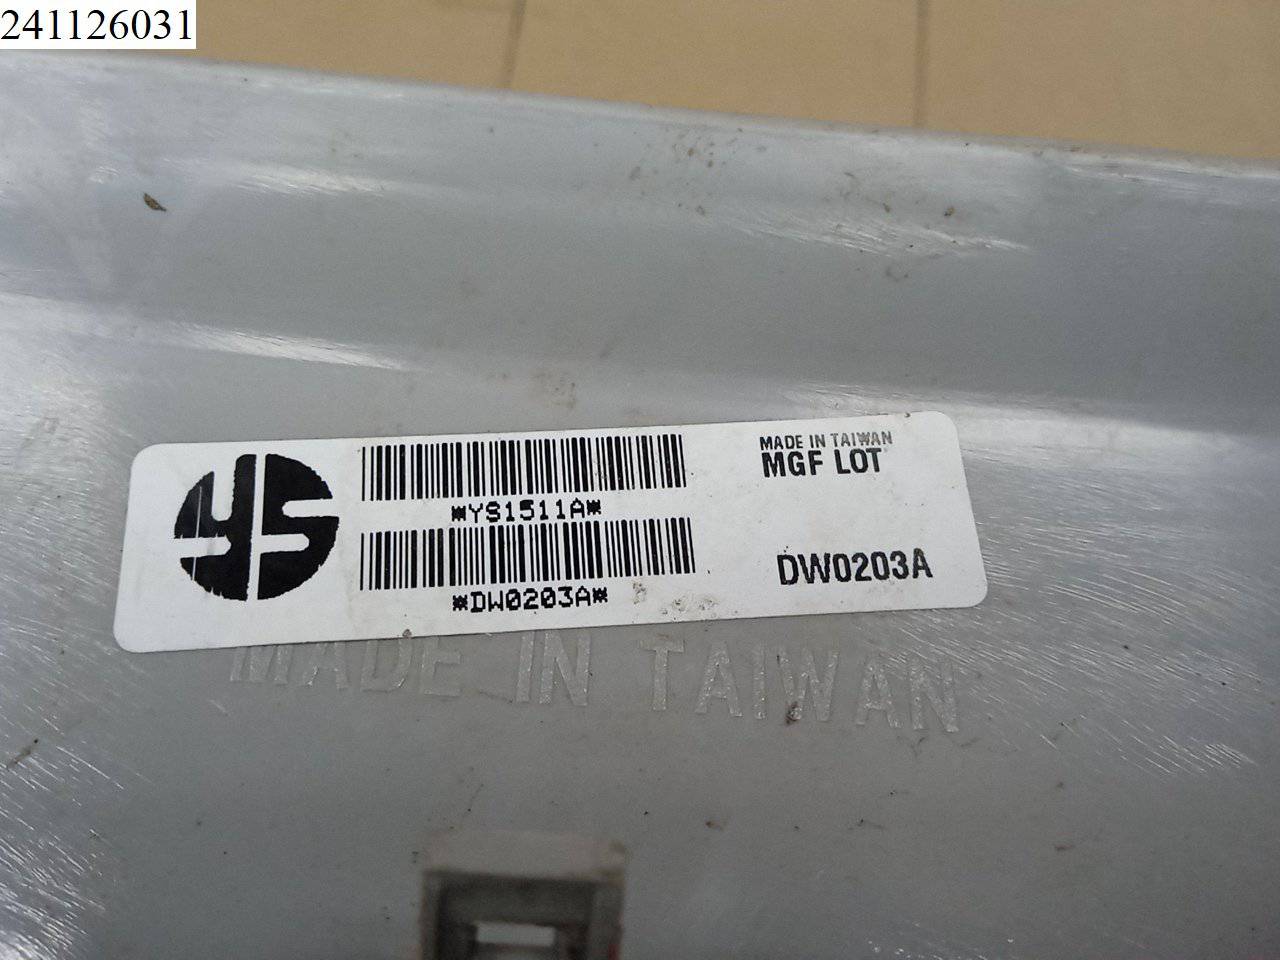 241126031
YS
*YS1511A*
*DW0203A*
MADE IN TAIWAN
MGF LOT
DW0203A
MADE IN TAIWAN